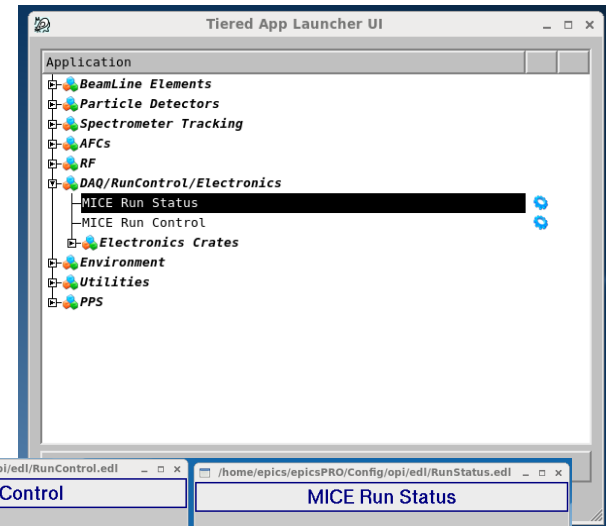 Tiered App Launcher UI
Application
BeamLine Elements
Particle Detectors
Spectrometer Tracking
AFCs
RF
DAQ/RunControl/Electronics
MICE Run Status
MICE Run Control
Electronics Crates
Environment
Utilities
PPS
pi/edl/RunControl.edl
/home/epics/epicsPRO/Config/opi/edl/RunStatus.edl
Control
MICE Run Status